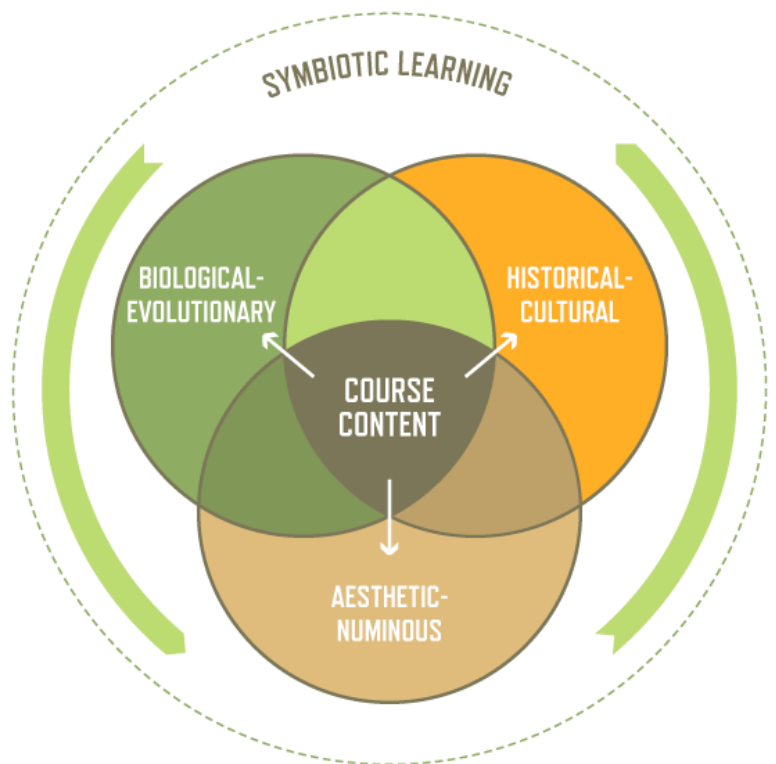 SYMBIOTIC LEARNING
BIOLOGICAL-
EVOLUTIONARY
HISTORICAL-
CULTURAL
COURSE
CONTENT
AESTHETIC-
NUMINOUS